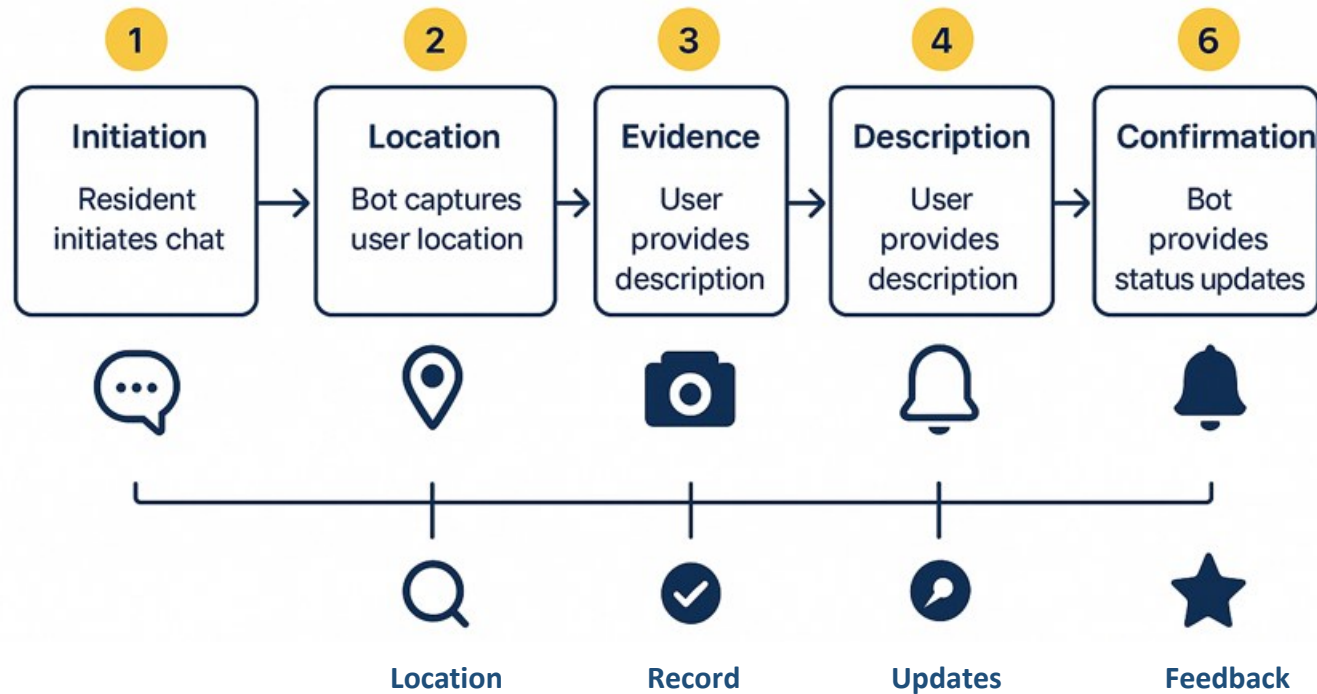 1
2
3
4
6
Initiation
Resident
initiates chat
Location
Bot captures
user location
Evidence
User
provides
description
Description
User
provides
description
Confirmation
Bot
provides
status updates
Location
Record
Updates
Feedback